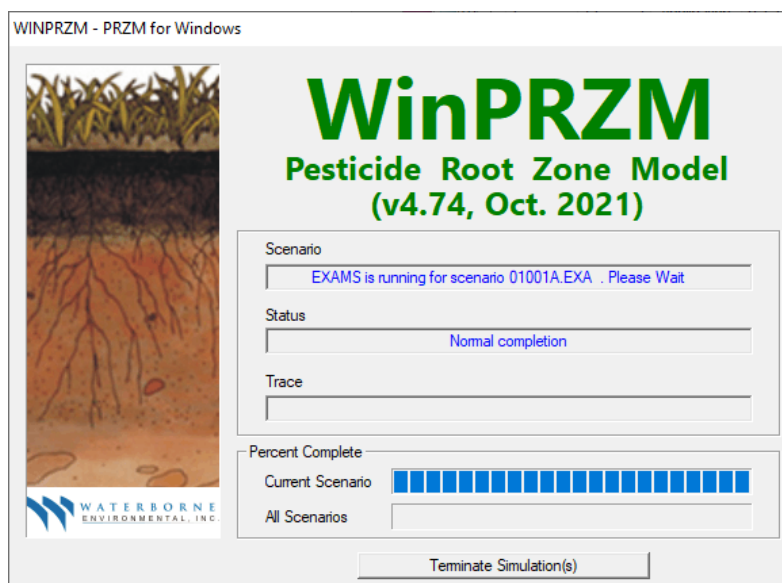 WINPRZM - PRZM for Windows
WinPRZM
Pesticide Root Zone Model
(v4.74, Oct. 2021)
Scenario
EXAMS is running for scenario 01001A.EXA . Please Wait
Status
Normal completion
Trace
Percent Complete
Current Scenario
All Scenarios
WATERBORNE
ENVIRONMENTAL, INC.
Terminate Simulation(s)